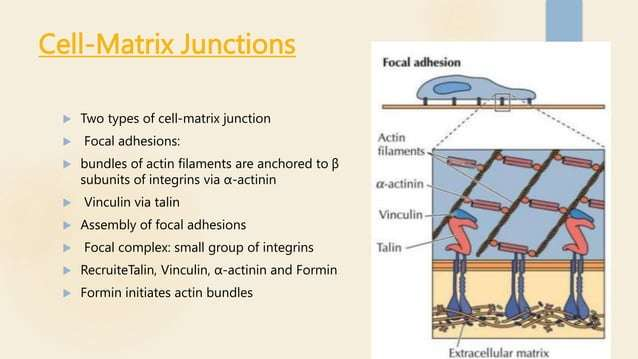 Cell-Matrix Junctions
Two types of cell-matrix junction
Focal adhesions:
bundles of actin filaments are anchored to β
subunits of integrins via α-actinin
Vinculin via talin
Assembly of focal adhesions
Focal complex: small group of integrins
RecruiteTalin, Vinculin, α-actinin and Formin
Formin initiates actin bundles
Focal adhesion
Actin
filaments
α-actinin
Vinculin
Talin
Extracellular matrix